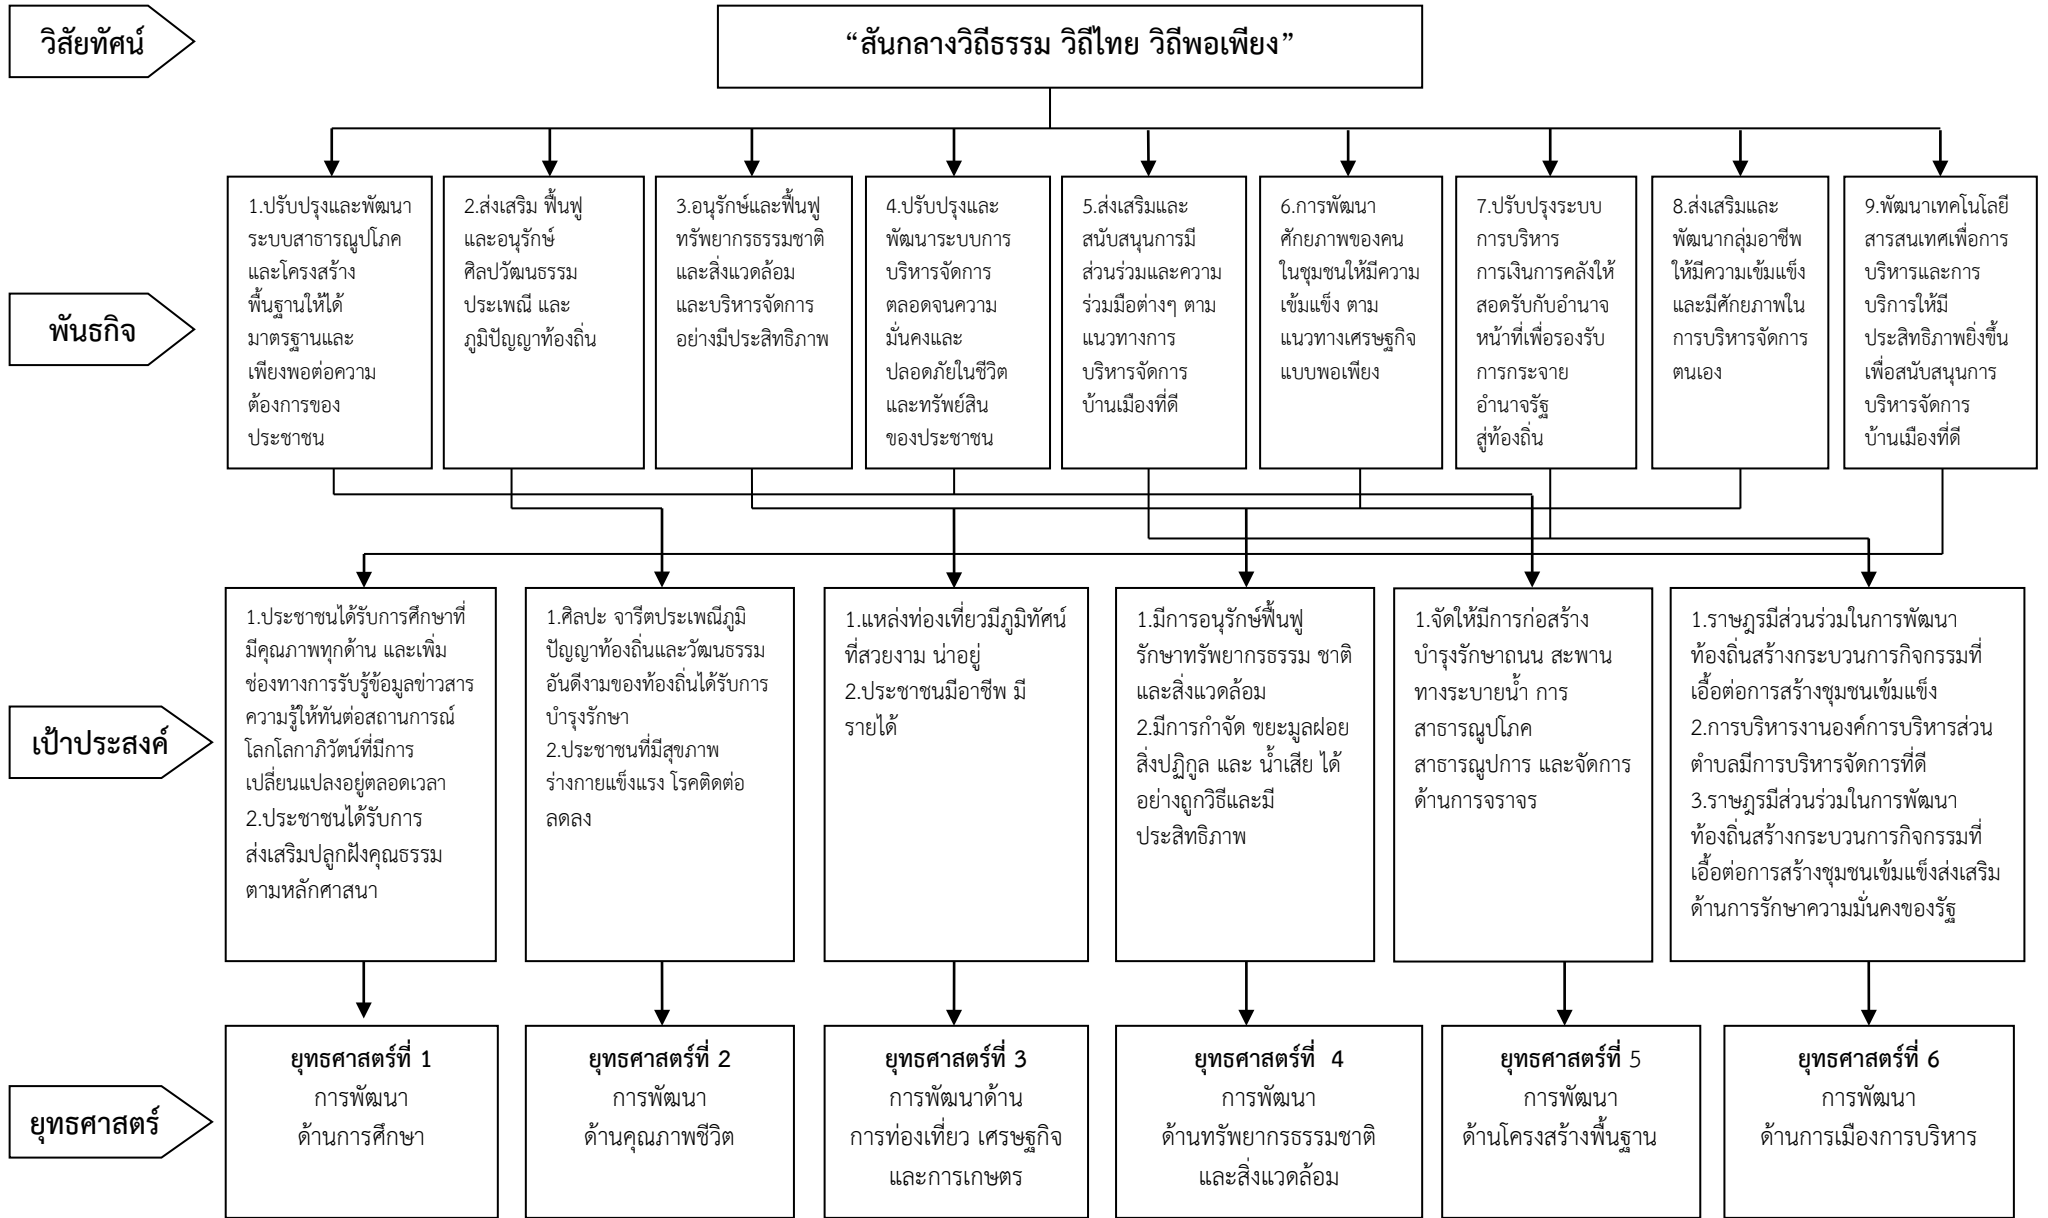 วิสัยทัศน์
“สันกลางวิถีธรรม วิถีไทย วิถีพอเพียง”
พันธกิจ
1.ปรับปรุงและพัฒนา
ระบบสาธารณูปโภค
และโครงสร้าง
พื้นฐานให้ได้
มาตรฐานและ
เพียงพอต่อความ
ต้องการของ
ประชาชน
2.ส่งเสริม ฟื้นฟู
และอนุรักษ์
ศิลปวัฒนธรรม
ประเพณี และ
ภูมิปัญญาท้องถิ่น
3.อนุรักษ์และฟื้นฟู
ทรัพยากรธรรมชาติ
และสิ่งแวดล้อม
และบริหารจัดการ
อย่างมีประสิทธิภาพ
4.ปรับปรุงและ
พัฒนาระบบการ
บริหารจัดการ
ตลอดจนความ
มั่นคงและ
ปลอดภัยในชีวิต
และทรัพย์สิน
ของประชาชน
5.ส่งเสริมและ
สนับสนุนการมี
ส่วนร่วมและความ
ร่วมมือต่างๆ ตาม
แนวทางการ
บริหารจัดการ
บ้านเมืองที่ดี
6.การพัฒนา
ศักยภาพของคน
ในชุมชนให้มีความ
เข้มแข็ง ตาม
แนวทางเศรษฐกิจ
แบบพอเพียง
7.ปรับปรุงระบบ
การบริหาร
การเงินการคลังให้
สอดรับกับอำนาจ
หน้าที่เพื่อรองรับ
การกระจาย
อำนาจรัฐ
สู่ท้องถิ่น
8.ส่งเสริมและ
พัฒนากลุ่มอาชีพ
ให้มีความเข้มแข็ง
และมีศักยภาพใน
การบริหารจัดการ
ตนเอง
9.พัฒนาเทคโนโลยี
สารสนเทศเพื่อการ
บริหารและการ
บริการให้มี
ประสิทธิภาพยิ่งขึ้น
เพื่อสนับสนุนการ
บริหารจัดการ
บ้านเมืองที่ดี
เป้าประสงค์
1.ประชาชนได้รับการศึกษาที่
มีคุณภาพทุกด้าน และเพิ่ม
ช่องทางการรับรู้ข้อมูลข่าวสาร
ความรู้ให้ทันต่อสถานการณ์
โลกโลกาภิวัตน์ที่มีการ
เปลี่ยนแปลงอยู่ตลอดเวลา
2.ประชาชนได้รับการ
ส่งเสริมปลูกฝังคุณธรรม
ตามหลักศาสนา
1.ศิลปะ จารีตประเพณีภูมิ
ปัญญาท้องถิ่นและวัฒนธรรม
อันดีงามของท้องถิ่นได้รับการ
บำรุงรักษา
2.ประชาชนที่มีสุขภาพ
ร่างกายแข็งแรง โรคติดต่อ
ลดลง
1.แหล่งท่องเที่ยวมีภูมิทัศน์
ที่สวยงาม น่าอยู่
2.ประชาชนมีอาชีพ มี
รายได้
1.มีการอนุรักษ์ฟื้นฟู
รักษาทรัพยากรธรรม ชาติ
และสิ่งแวดล้อม
2.มีการกำจัด ขยะมูลฝอย
สิ่งปฏิกูล และ น้ำเสีย ได้
อย่างถูกวิธีและมี
ประสิทธิภาพ
1.จัดให้มีการก่อสร้าง
บำรุงรักษาถนน สะพาน
ทางระบายน้ำ การ
สาธารณูปโภค
สาธารณูปการ และจัดการ
ด้านการจราจร
1.ราษฎรมีส่วนร่วมในการพัฒนา
ท้องถิ่นสร้างกระบวนการกิจกรรมที่
เอื้อต่อการสร้างชุมชนเข้มแข็ง
2.การบริหารงานองค์การบริหารส่วน
ตำบลมีการบริหารจัดการที่ดี
3.ราษฎรมีส่วนร่วมในการพัฒนา
ท้องถิ่นสร้างกระบวนการกิจกรรมที่
เอื้อต่อการสร้างชุมชนเข้มแข็งส่งเสริม
ด้านการรักษาความมั่นคงของรัฐ
ยุทธศาสตร์
ยุทธศาสตร์ที่ 1
การพัฒนา
ด้านการศึกษา
ยุทธศาสตร์ที่ 2
การพัฒนา
ด้านคุณภาพชีวิต
ยุทธศาสตร์ที่ 3
การพัฒนาด้าน
การท่องเที่ยว เศรษฐกิจ
และการเกษตร
ยุทธศาสตร์ที่ 4
การพัฒนา
ด้านทรัพยากรธรรมชาติ
และสิ่งแวดล้อม
ยุทธศาสตร์ที่ 5
การพัฒนา
ด้านโครงสร้างพื้นฐาน
ยุทธศาสตร์ที่ 6
การพัฒนา
ด้านการเมืองการบริหาร